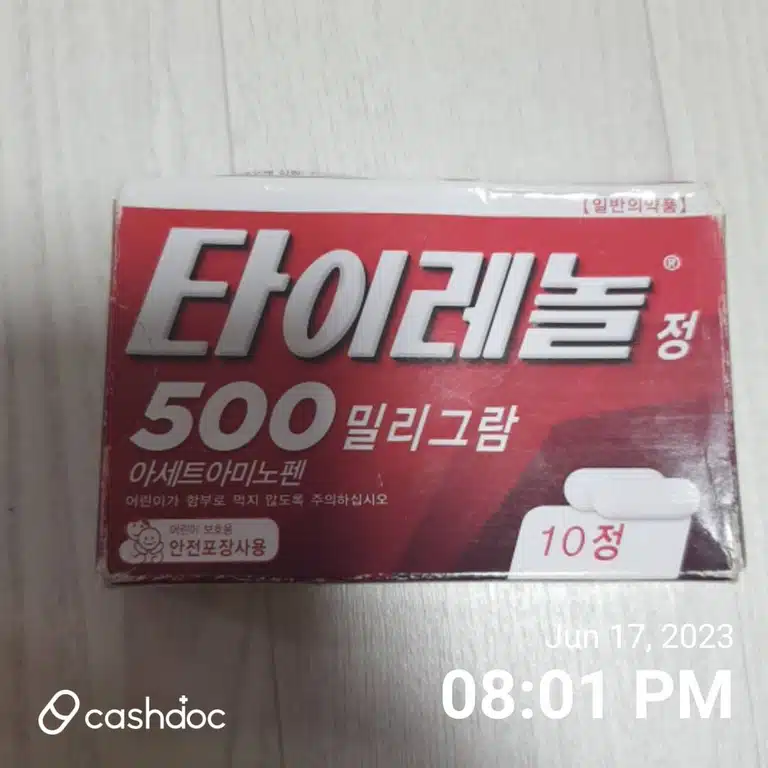 【일반의약품】
타이레놀® 정
500 밀리그람
아세트아미노펜
어린이가 함부로 먹지 않도록 주의하십시오
어린이 보호용
안전포장사용
10정
Jun 17, 2023
08:01 PM
cashdoc